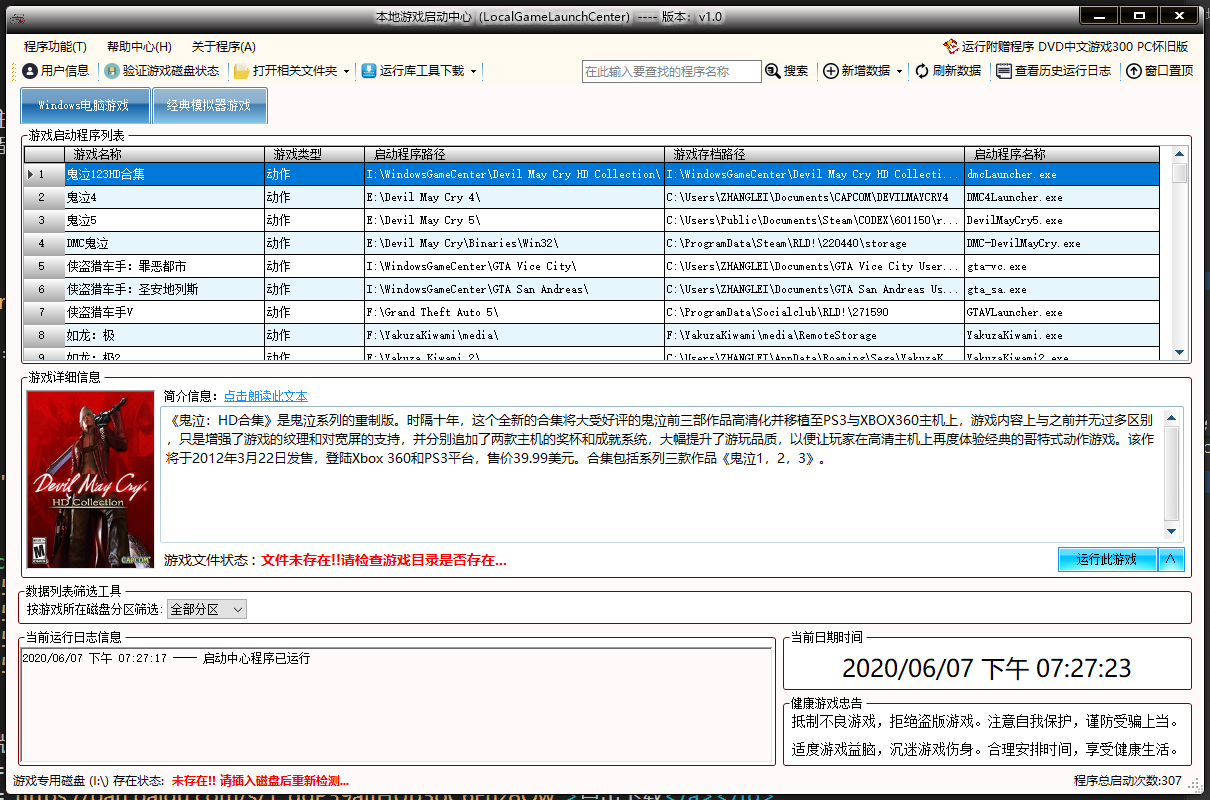 本地游戏启动中心 (LocalGameLaunchCenter) ---- 版本：v1.0
程序功能(T) 帮助中心(H) 关于程序(A) 运行附赠程序 DVD中文游戏300 PC怀旧版
用户信息 验证游戏磁盘状态 打开相关文件夹 运行库工具下载 在此输入要查找的程序名称 搜索 新增数据 刷新数据 查看历史运行日志 窗口置顶
Windows电脑游戏 经典模拟器游戏
游戏启动程序列表
游戏名称 游戏类型 启动程序路径 游戏存档路径 启动程序名称
1 鬼泣123HD合集 动作 I:\WindowsGameCenter\Devil May Cry HD Collection\ I:\WindowsGameCenter\Devil May Cry HD Collecti... dmcLauncher.exe
2 鬼泣4 动作 E:\Devil May Cry 4\ C:\Users\ZHANGLEI\Documents\CAPCOM\DEVILMAYCRY4 DMC4Launcher.exe
3 鬼泣5 动作 E:\Devil May Cry 5\ C:\Users\Public\Documents\Steam\CODEX\601150\r... DevilMayCry5.exe
4 DMC鬼泣 动作 E:\Devil May Cry\Binaries\Win32\ C:\ProgramData\Steam\RLD!\220440\storage DMC-DevilMayCry.exe
5 侠盗猎车手：罪恶都市 动作 I:\WindowsGameCenter\GTA Vice City\ C:\Users\ZHANGLEI\Documents\GTA Vice City User... gta-vc.exe
6 侠盗猎车手：圣安地列斯 动作 I:\WindowsGameCenter\GTA San Andreas\ C:\Users\ZHANGLEI\Documents\GTA San Andreas Us... gta_sa.exe
7 侠盗猎车手V 动作 F:\Grand Theft Auto 5\ C:\ProgramData\Socialclub\RLD!\271590 GTAVLauncher.exe
8 如龙：极 动作 F:\YakuzaKiwami\media\ F:\YakuzaKiwami\media\RemoteStorage YakuzaKiwami.exe
9 如龙：极2 动作 F:\Yakuza Kiwami 2\ C:\Users\ZHANGLEI\AppData\Roaming\Sega\YakuzaK... YakuzaKiwami2.exe
游戏详细信息
简介信息：点击朗读此文本
《鬼泣：HD合集》是鬼泣系列的重制版。时隔十年，这个全新的合集将大受好评的鬼泣前三部作品高清化并移植至PS3与XBOX360主机上，游戏内容上与之前并无过多区别
，只是增强了游戏的纹理和对宽屏的支持，并分别追加了两款主机的奖杯和成就系统，大幅提升了游玩品质，以便让玩家在高清主机上再度体验经典的哥特式动作游戏。该作
将于2012年3月22日发售，登陆Xbox 360和PS3平台，售价39.99美元。合集包括系列三款作品《鬼泣1，2，3》。
Devil May Cry.
HD Collection
M
CAPCOM
游戏文件状态：文件未存在!!请检查游戏目录是否存在...
运行此游戏 ^
数据列表筛选工具
按游戏所在磁盘分区筛选: 全部分区
当前运行日志信息
2020/06/07 下午 07:27:17 —— 启动中心程序已运行
当前日期时间
2020/06/07 下午 07:27:23
健康游戏忠告
抵制不良游戏，拒绝盗版游戏。注意自我保护，谨防受骗上当。
适度游戏益脑，沉迷游戏伤身。合理安排时间，享受健康生活。
游戏专用磁盘 (I:\) 存在状态: 未存在!! 请插入磁盘后重新检测... 程序总启动次数:307